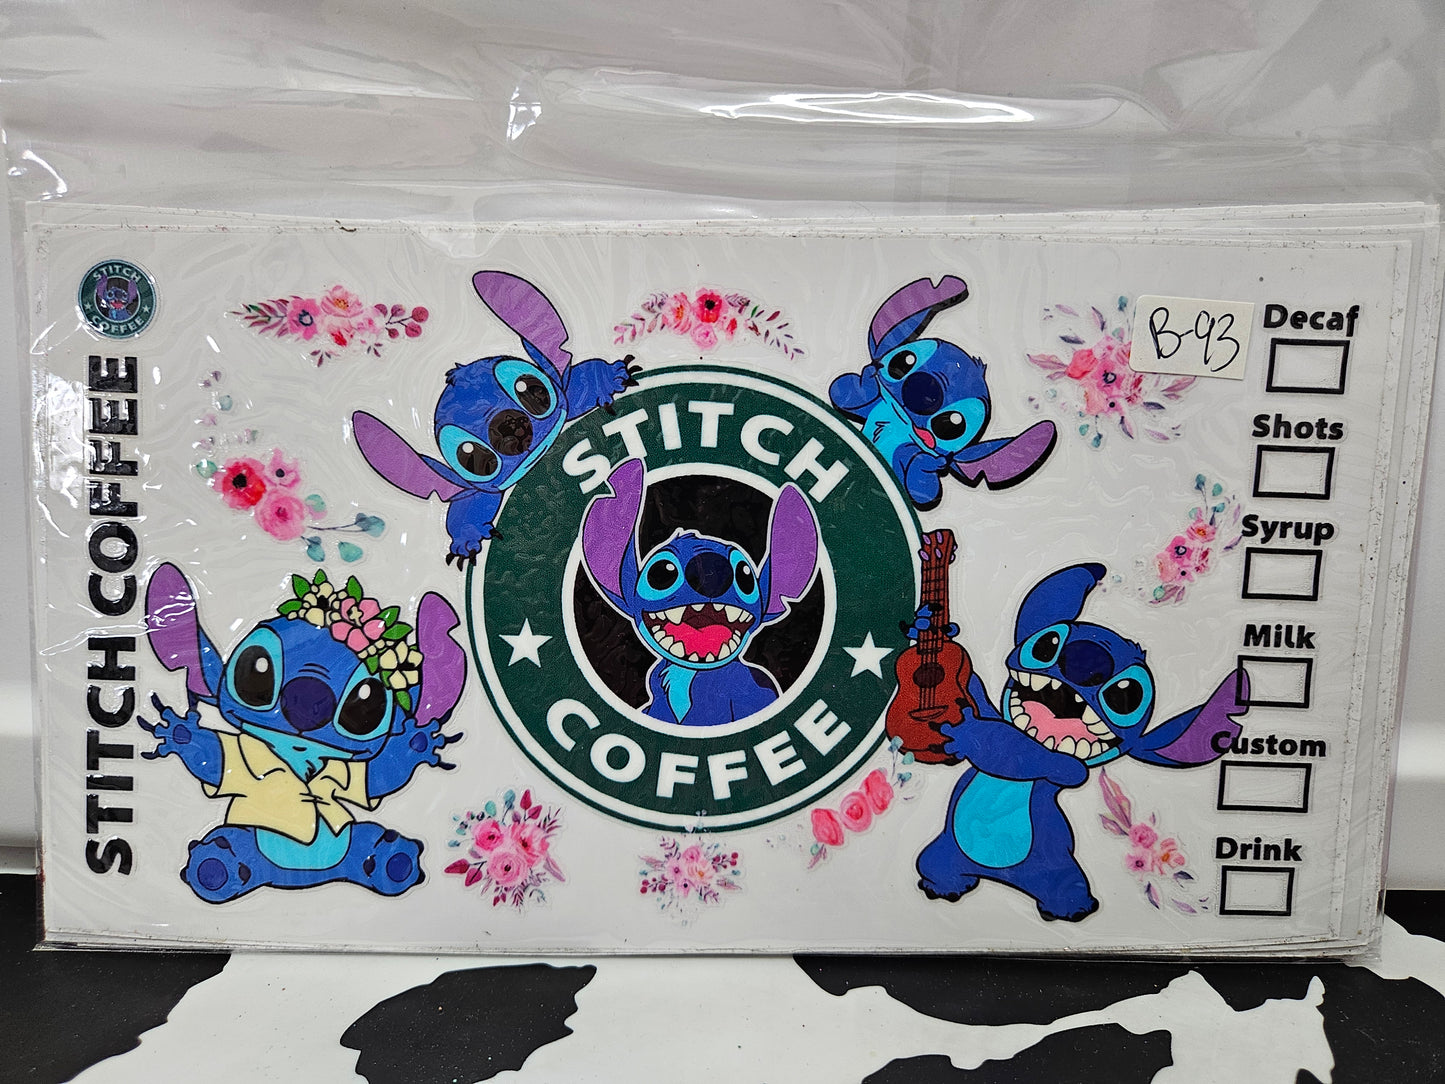 STITCH
COFFEE
STITCH COFFEE
STITCH
COFFEE
B-93
Decaf
Shots
Syrup
Milk
Custom
Drink